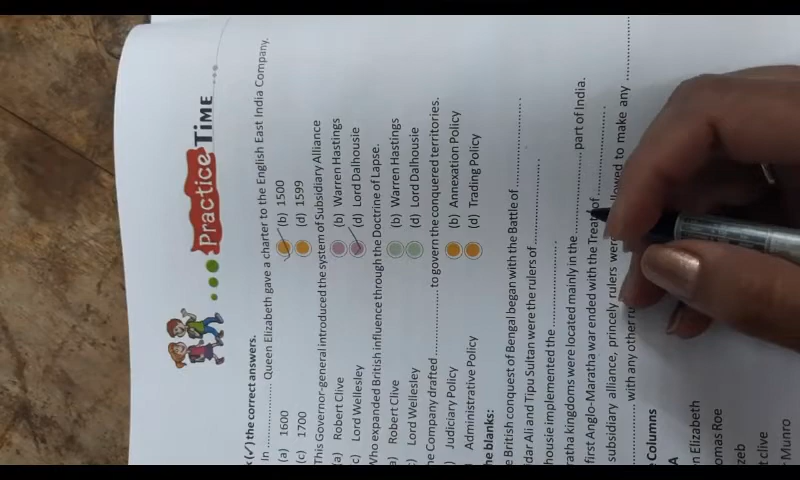 Practice TIME
(✓) the correct answers.
In .................. Queen Elizabeth gave a charter to the English East India Company.
(a) 1600 (b) 1500
(c) 1700 (d) 1599
This Governor-general introduced the system of Subsidiary Alliance
(a) Robert Clive (b) Warren Hastings
c) Lord Wellesley (d) Lord Dalhousie
Who expanded British influence through the Doctrine of Lapse.
a) Robert Clive (b) Warren Hastings
c) Lord Wellesley (d) Lord Dalhousie
he Company drafted .................. to govern the conquered territories.
) Judiciary Policy (b) Annexation Policy
) Administrative Policy (d) Trading Policy
he blanks:
e British conquest of Bengal began with the Battle of ..................
idar Ali and Tipu Sultan were the rulers of ..................
housie implemented the ..................
ratha kingdoms were located mainly in the .................. part of India.
first Anglo-Maratha war ended with the Treaty of ..................
subsidiary alliance, princely rulers were to make any ..................
.................. with any other
e Columns
A
n Elizabeth
omas Roe
zeb
t clive
Munro